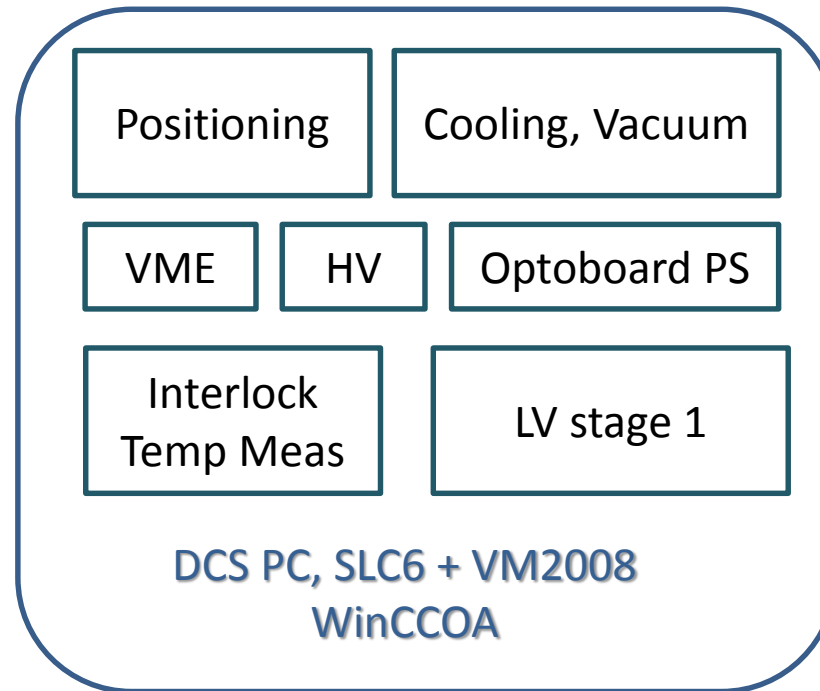 Positioning
Cooling, Vacuum
VME
HV
Optoboard PS
Interlock
Temp Meas
LV stage 1
DCS PC, SLC6 + VM2008
WinCCOA